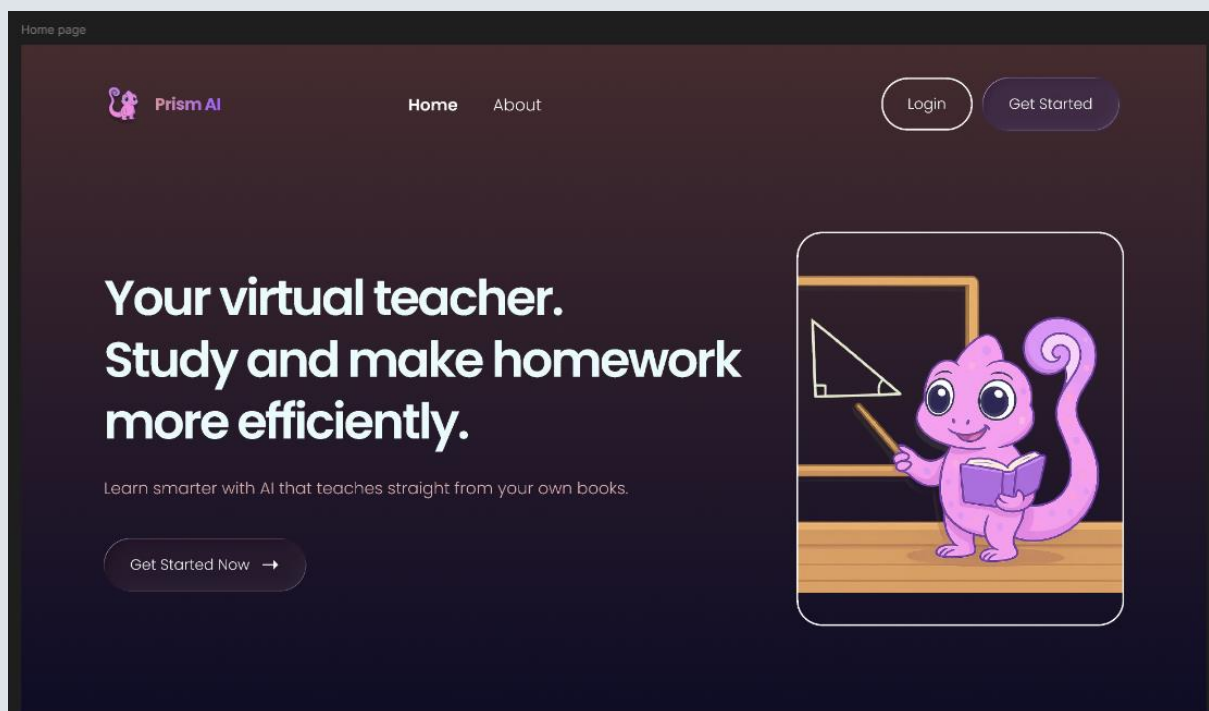 Home page
Prism AI
Home
About
Login
Get Started
Your virtual teacher.
Study and make homework
more efficiently.
Learn smarter with AI that teaches straight from your own books.
Get Started Now →